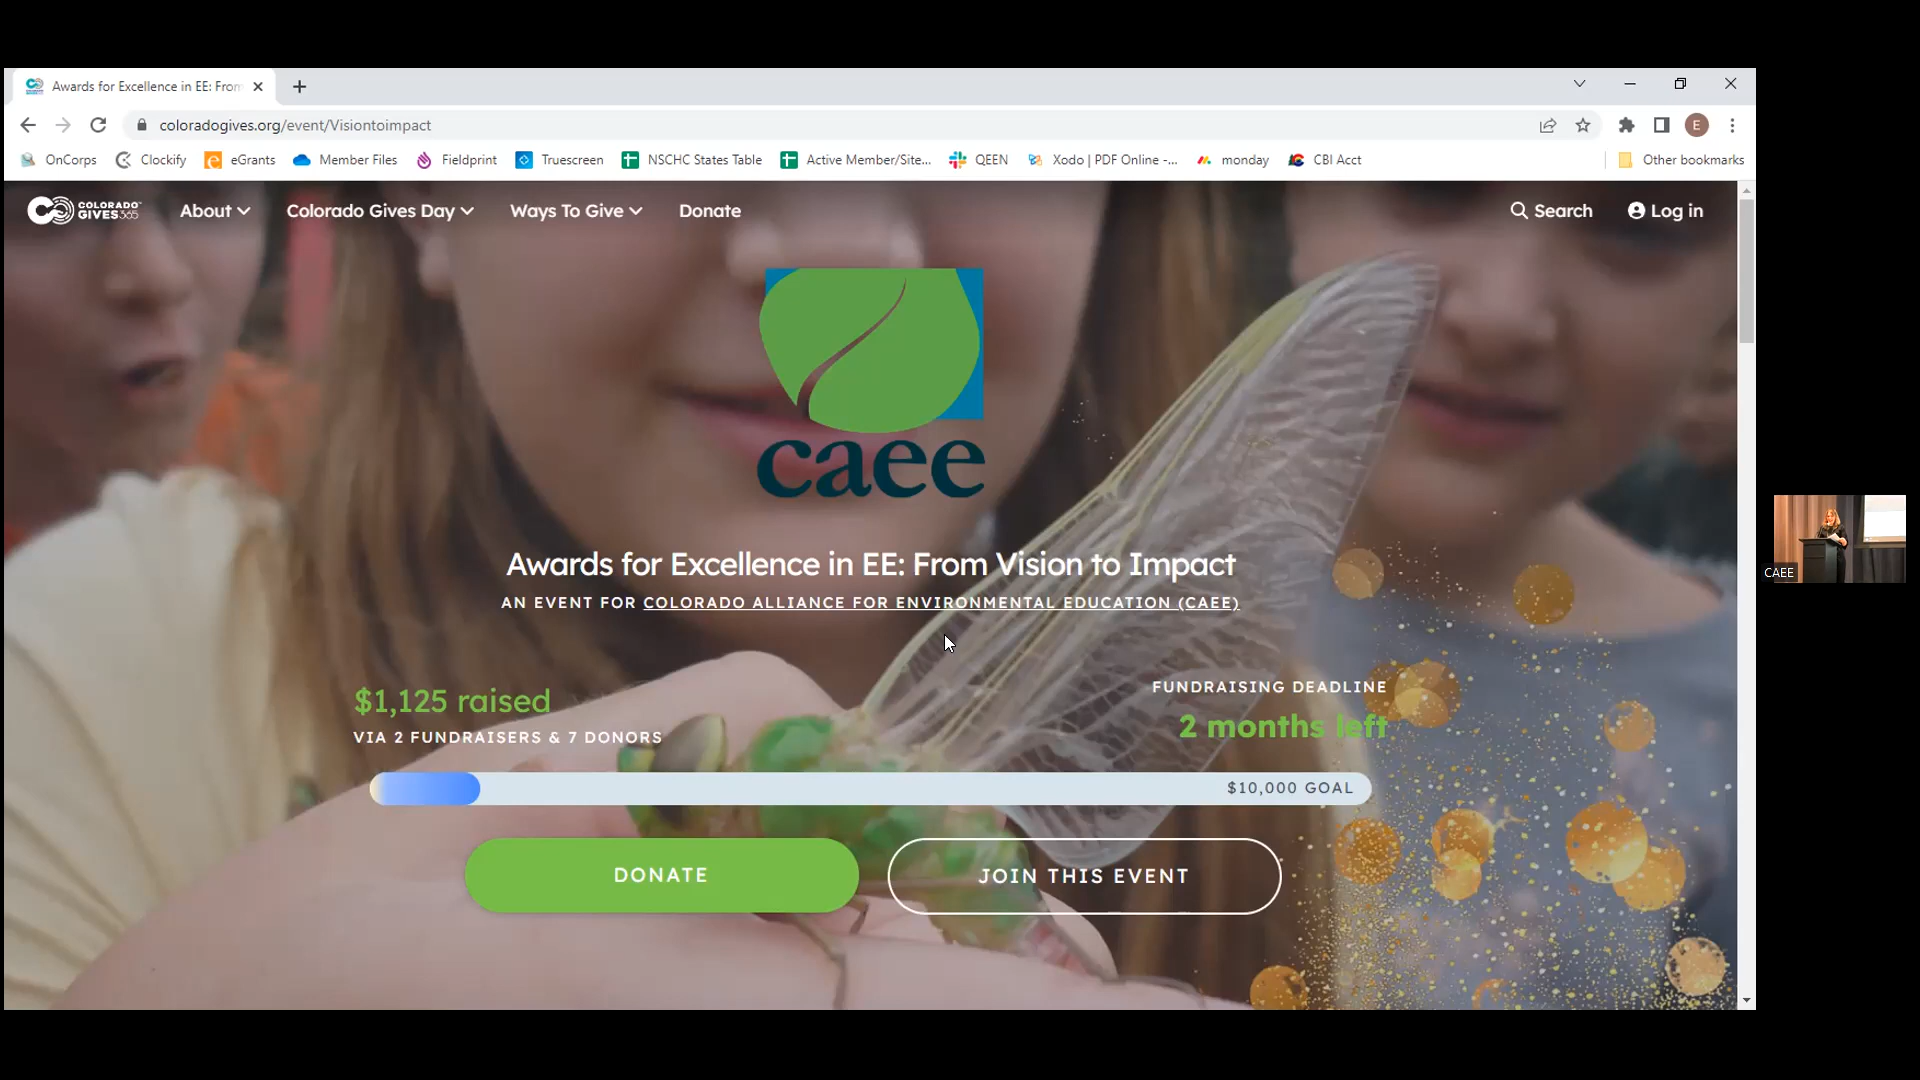 Awards for Excellence in EE: From
coloradogives.org/event/Visiontoimpact
OnCorps Clockify eGrants Member Files Fieldprint Truescreen NSCHC States Table Active Member/Site... QEEN Xodo | PDF Online -... monday CBI Acct Other bookmarks
COLORADO GIVES365 About Colorado Gives Day Ways To Give Donate Search Log in
caee
Awards for Excellence in EE: From Vision to Impact
AN EVENT FOR COLORADO ALLIANCE FOR ENVIRONMENTAL EDUCATION (CAEE)
$1,125 raised
VIA 2 FUNDRAISERS & 7 DONORS
FUNDRAISING DEADLINE
2 months left
$10,000 GOAL
DONATE
JOIN THIS EVENT
CAEE
E